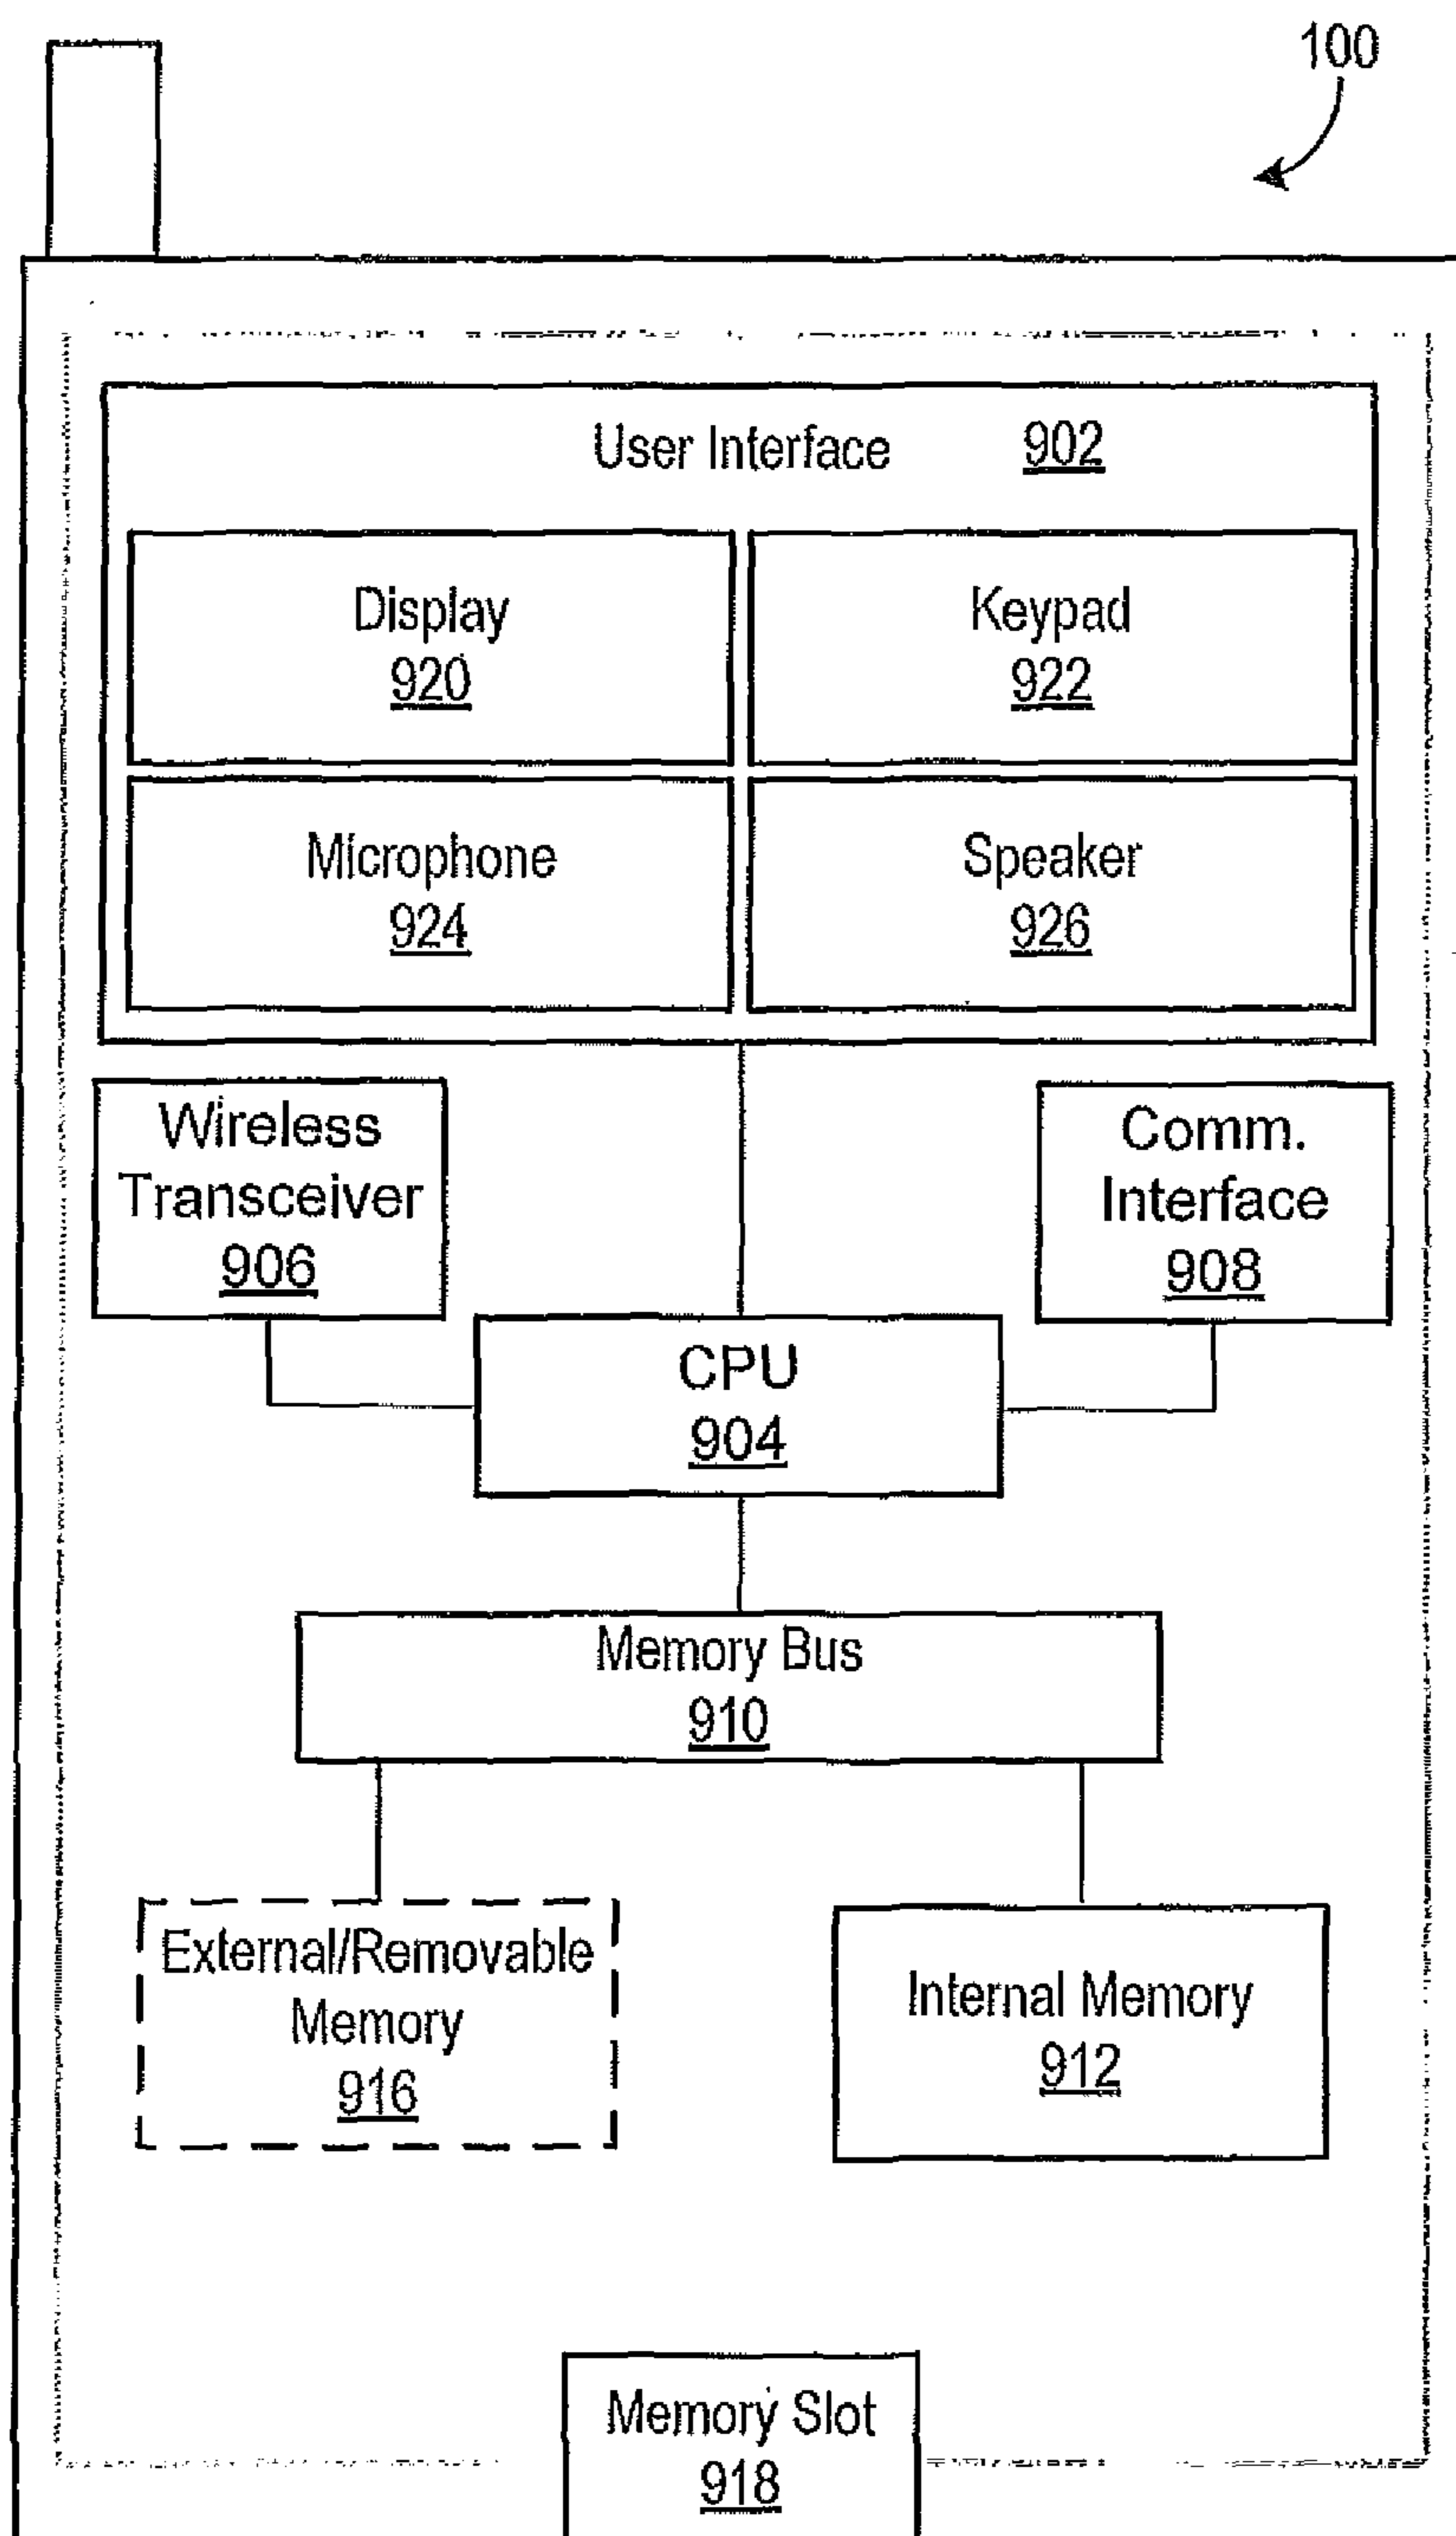 100
User Interface 902
Display
920
Keypad
922
Microphone
924
Speaker
926
Wireless
Transceiver
906
Comm.
Interface
908
CPU
904
Memory Bus
910
External/Removable
Memory
916
Internal Memory
912
Memory Slot
918